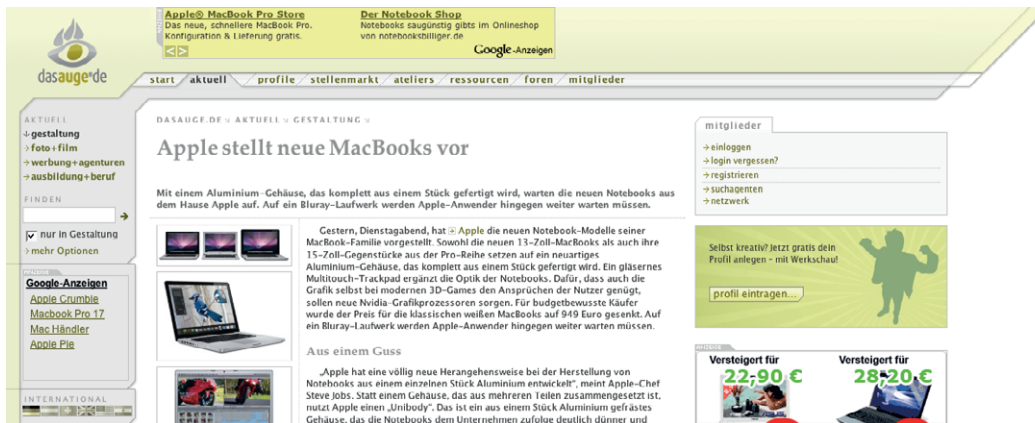 Apple® MacBook Pro Store
Das neue, schnellere MacBook Pro.
Konfiguration & Lieferung gratis.
Der Notebook Shop
Notebooks saugünstig gibts im Onlineshop
von notebooksbilliger.de
Google-Anzeigen
dasauge®de
start aktuell profile stellenmarkt ateliers ressourcen foren mitglieder
AKTUELL
gestaltung
foto+film
werbung+agenturen
ausbildung+beruf
FINDEN
nur in Gestaltung
mehr Optionen
Google-Anzeigen
Apple Crumble
Macbook Pro 17
Mac Händler
Apple Pie
INTERNATIONAL
DASAUGE.DE AKTUELL GESTALTUNG
Apple stellt neue MacBooks vor
Mit einem Aluminium-Gehäuse, das komplett aus einem Stück gefertigt wird, warten die neuen Notebooks aus
dem Hause Apple auf. Auf ein Bluray-Laufwerk werden Apple-Anwender hingegen weiter warten müssen.
Gestern, Dienstagabend, hat Apple die neuen Notebook-Modelle seiner
MacBook-Familie vorgestellt. Sowohl die neuen 13-Zoll-MacBooks als auch ihre
15-Zoll-Gegenstücke aus der Pro-Reihe setzen auf ein neuartiges
Aluminium-Gehäuse, das komplett aus einem Stück gefertigt wird. Ein gläsernes
Multitouch-Trackpad ergänzt die Optik der Notebooks. Dafür, dass auch die
Grafik selbst bei modernen 3D-Games den Ansprüchen der Nutzer genügt,
sollen neue Nvidia-Grafikprozessoren sorgen. Für budgetbewusste Käufer
wurde der Preis für die klassischen weißen MacBooks auf 949 Euro gesenkt. Auf
ein Bluray-Laufwerk werden Apple-Anwender hingegen weiter warten müssen.
Aus einem Guss
„Apple hat eine völlig neue Herangehensweise bei der Herstellung von
Notebooks aus einem einzelnen Stück Aluminium entwickelt“, meint Apple-Chef
Steve Jobs. Statt einem Gehäuse, das aus mehreren Teilen zusammengesetzt ist,
nutzt Apple einen „Unibody“. Das ist ein aus einem Stück Aluminium gefrästes
Gehäuse, das die Notebooks dem Unternehmen zufolge deutlich dünner und
mitglieder
einloggen
login vergessen?
registrieren
suchagenten
netzwerk
Selbst kreativ? Jetzt gratis dein
Profil anlegen – mit Werkschau!
profil eintragen...
Versteigert für
22,90 €
Versteigert für
28,20 €